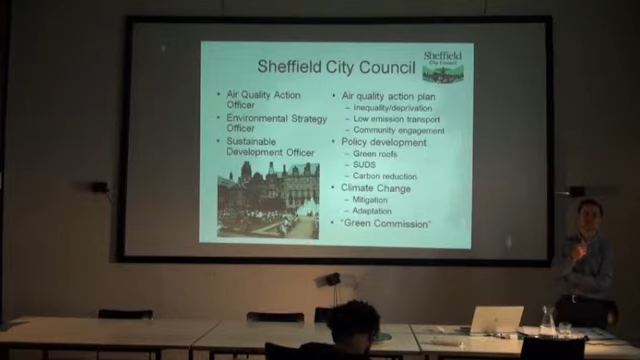 Sheffield City Council
Sheffield
City Council
• Air Quality Action
Officer
• Environmental Strategy
Officer
• Sustainable
Development Officer
• Air quality action plan
– Inequality/deprivation
– Low emission transport
– Community engagement
• Policy development
– Green roofs
– SUDS
– Carbon reduction
• Climate Change
– Mitigation
– Adaptation
• "Green Commission"